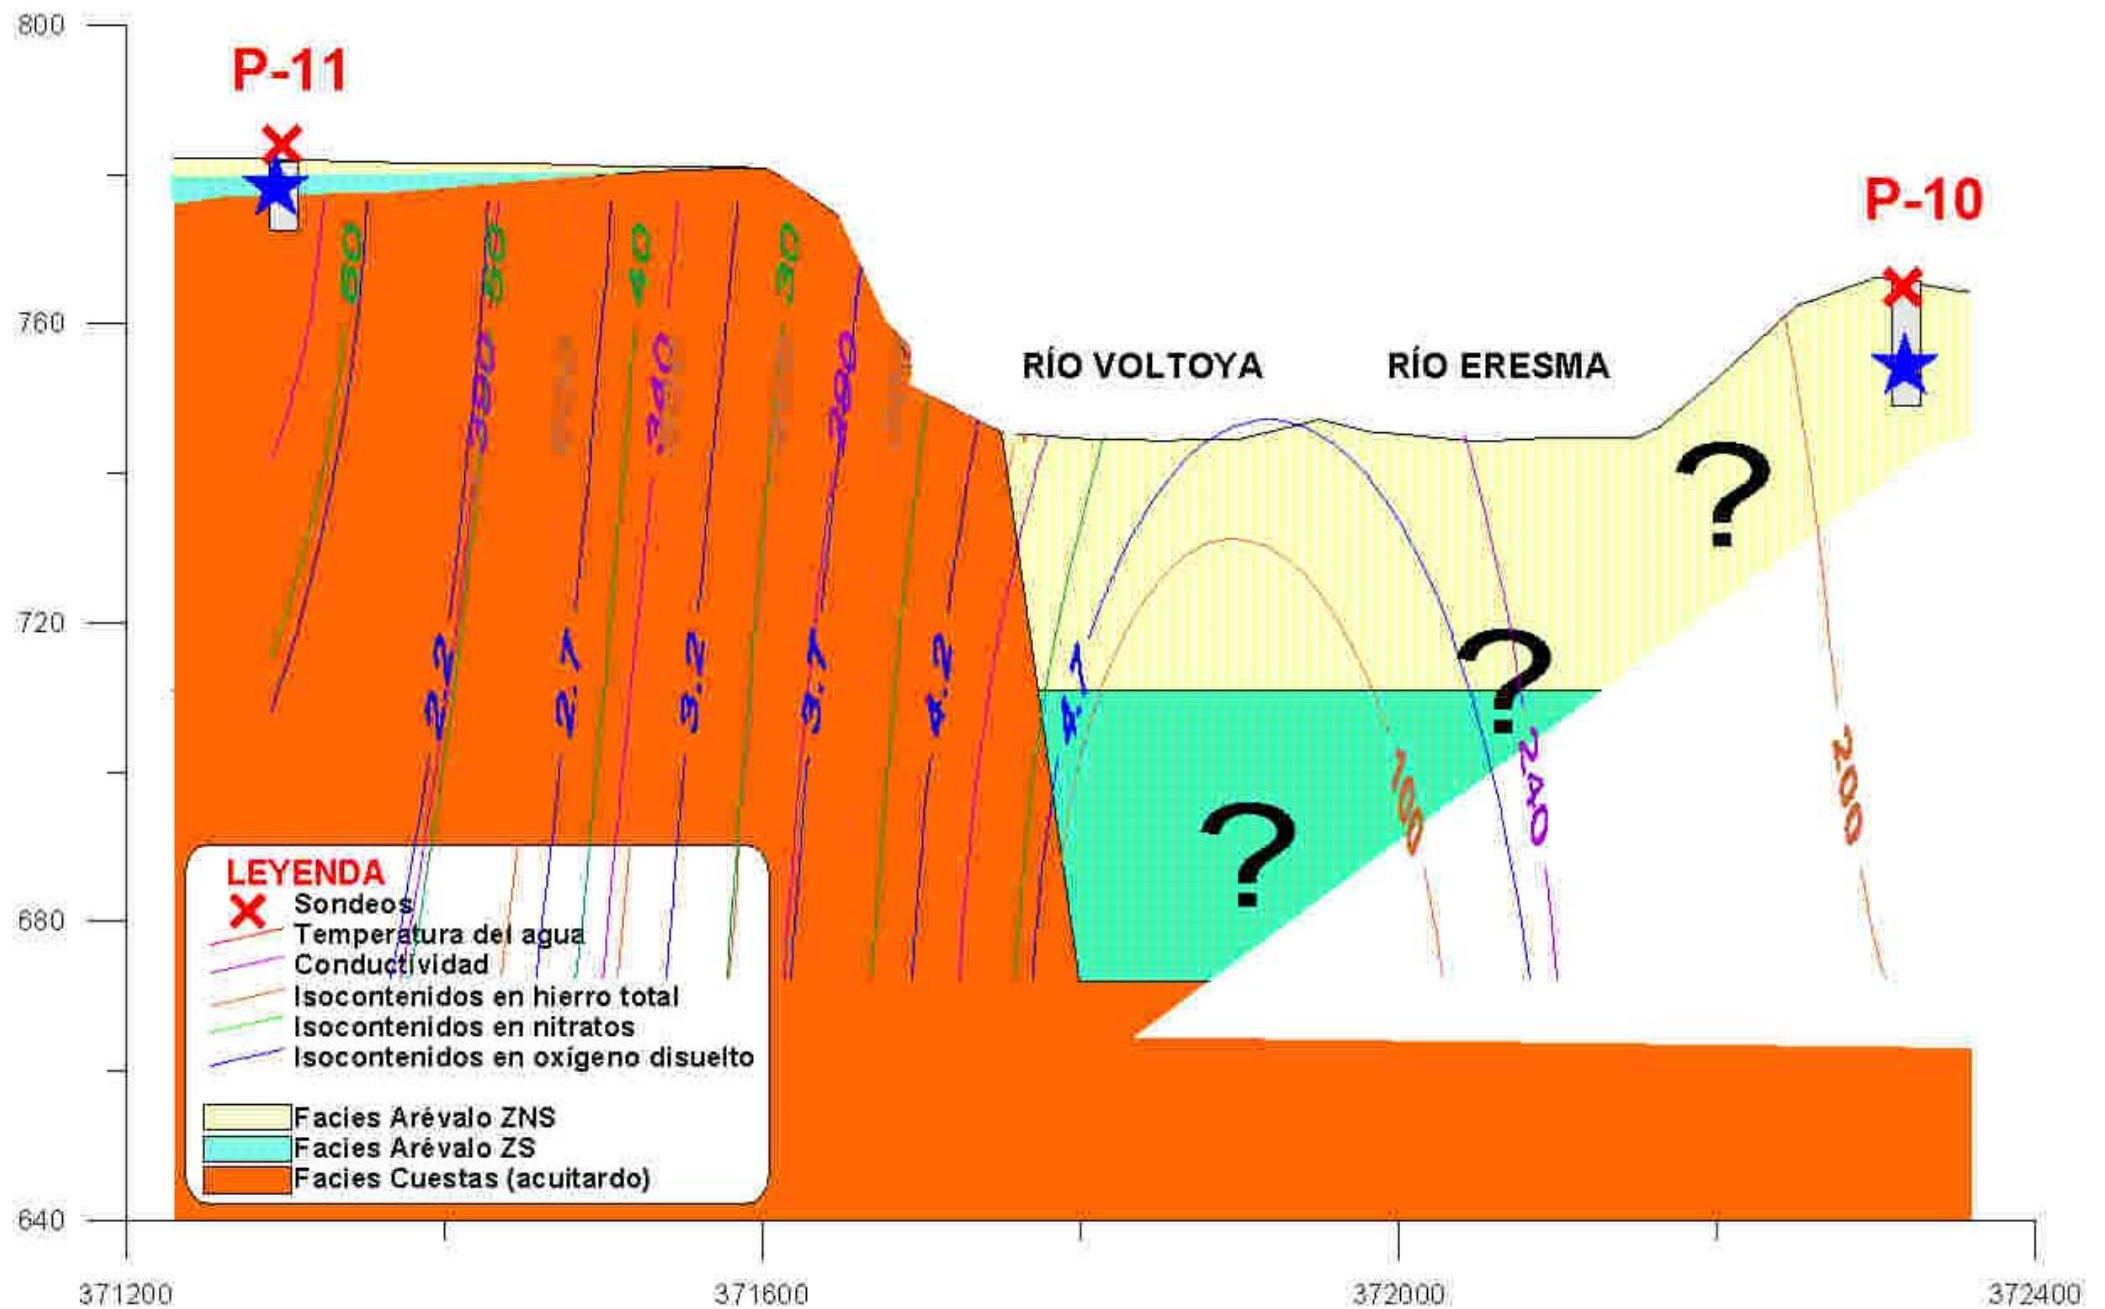 800
P-11
P-10
760
60
50
40
30
390
340
290
RÍO VOLTOYA
RÍO ERESMA
?
720
?
2.2
2.7
3.2
3.7
4.2
4.7
100
240
200
?
680
LEYENDA
Sondeos
Temperatura del agua
Conductividad
Isocontenidos en hierro total
Isocontenidos en nitratos
Isocontenidos en oxígeno disuelto
Facies Arévalo ZNS
Facies Arévalo ZS
Facies Cuestas (acuitardo)
640
371200
371600
372000
372400